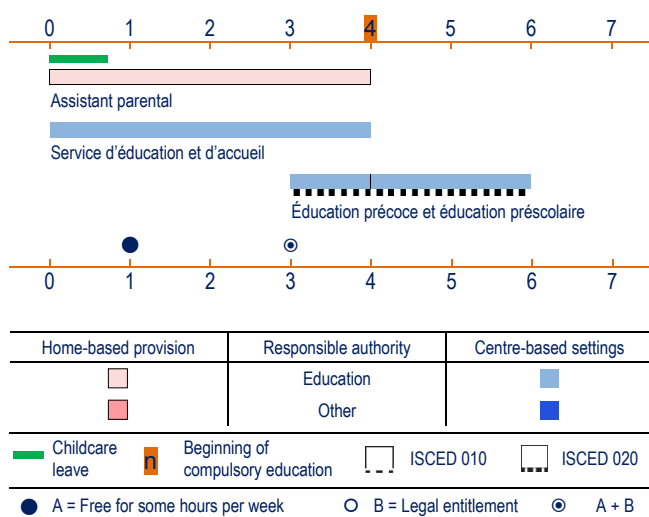 0 1 2 3 4 5 6 7
Assistant parental
Service d'éducation et d'accueil
Éducation précoce et éducation préscolaire
0 1 2 3 4 5 6 7
Home-based provision Responsible authority Centre-based settings
Education
Other
Childcare leave
n
Beginning of compulsory education
ISCED 010
ISCED 020
A = Free for some hours per week
B = Legal entitlement
A + B